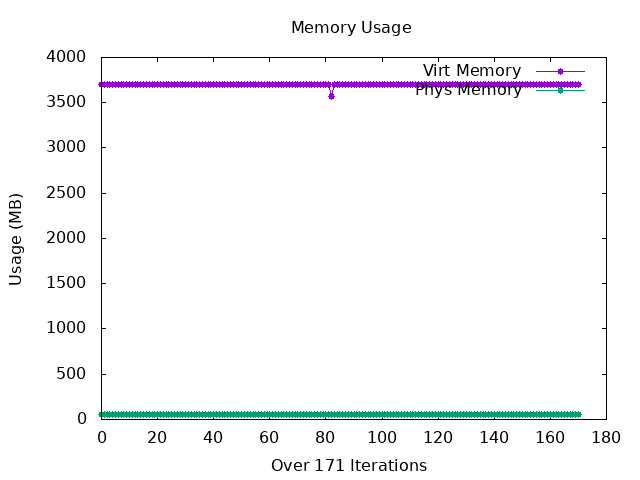 Memory Usage
4000
3500
3000
2500
2000
1500
1000
500
0
Usage (MB)
Virt Memory
Phys Memory
0 20 40 60 80 100 120 140 160 180
Over 171 Iterations